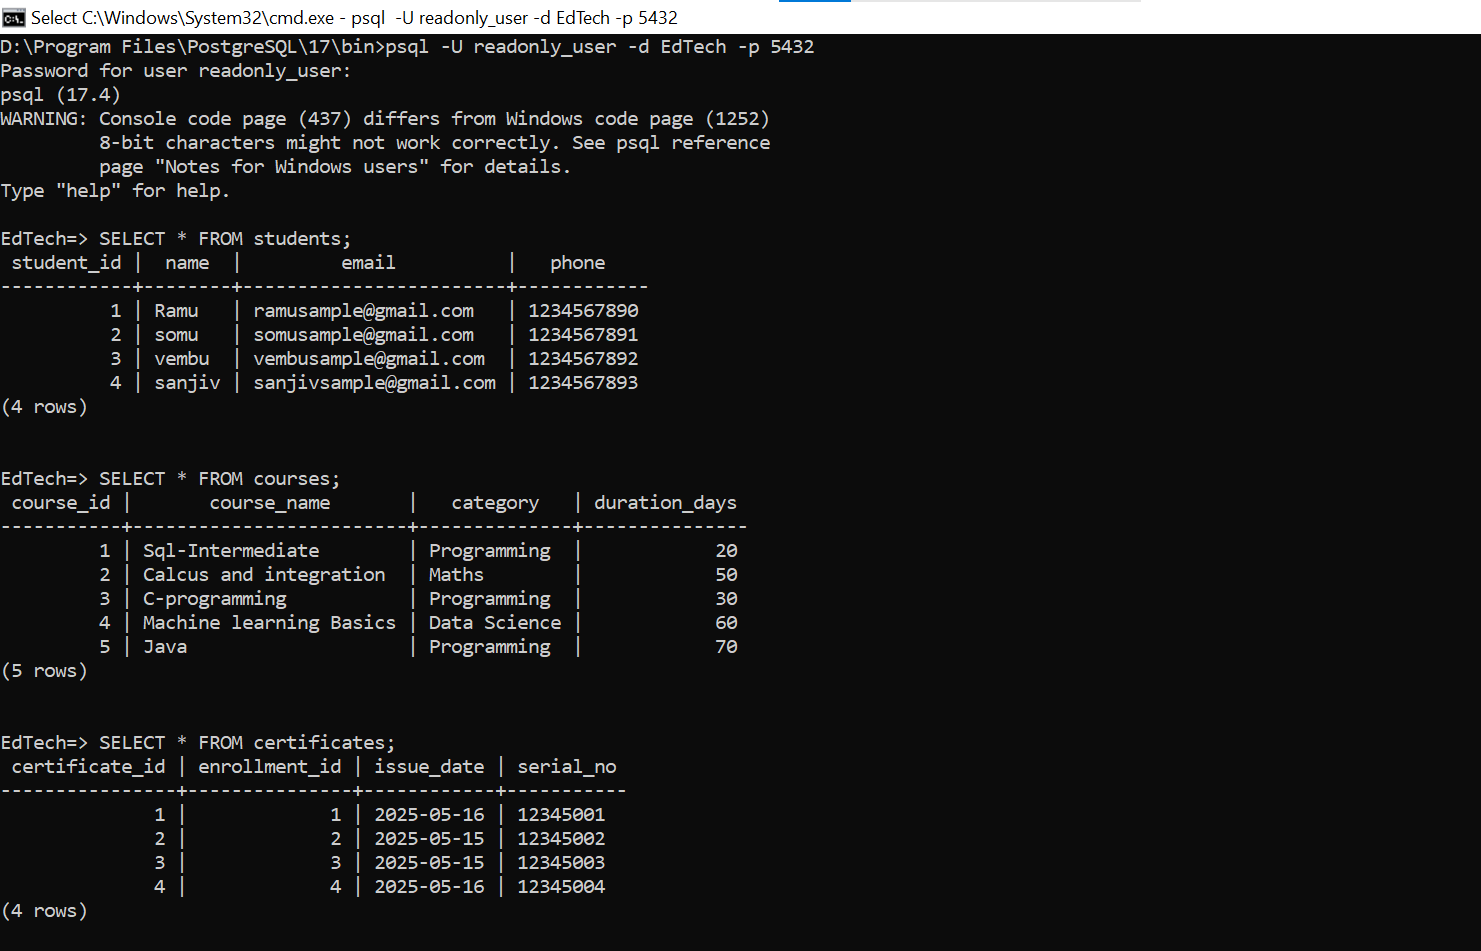 Select C:\Windows\System32\cmd.exe - psql  -U readonly_user -d EdTech -p 5432
D:\Program Files\PostgreSQL\17\bin>psql -U readonly_user -d EdTech -p 5432
Password for user readonly_user:
psql (17.4)
WARNING: Console code page (437) differs from Windows code page (1252)
         8-bit characters might not work correctly. See psql reference
         page "Notes for Windows users" for details.
Type "help" for help.

EdTech=> SELECT * FROM students;
 student_id |  name  |         email          |   phone
------------+--------+------------------------+------------
          1 | Ramu   | ramusample@gmail.com   | 1234567890
          2 | somu   | somusample@gmail.com   | 1234567891
          3 | vembu  | vembusample@gmail.com  | 1234567892
          4 | sanjiv | sanjivsample@gmail.com | 1234567893
(4 rows)


EdTech=> SELECT * FROM courses;
 course_id |       course_name       |   category   | duration_days
-----------+-------------------------+--------------+---------------
         1 | Sql-Intermediate        | Programming  |            20
         2 | Calcus and integration  | Maths        |            50
         3 | C-programming           | Programming  |            30
         4 | Machine learning Basics | Data Science |            60
         5 | Java                    | Programming  |            70
(5 rows)


EdTech=> SELECT * FROM certificates;
 certificate_id | enrollment_id | issue_date | serial_no
----------------+---------------+------------+-----------
              1 |             1 | 2025-05-16 | 12345001
              2 |             2 | 2025-05-15 | 12345002
              3 |             3 | 2025-05-15 | 12345003
              4 |             4 | 2025-05-16 | 12345004
(4 rows)